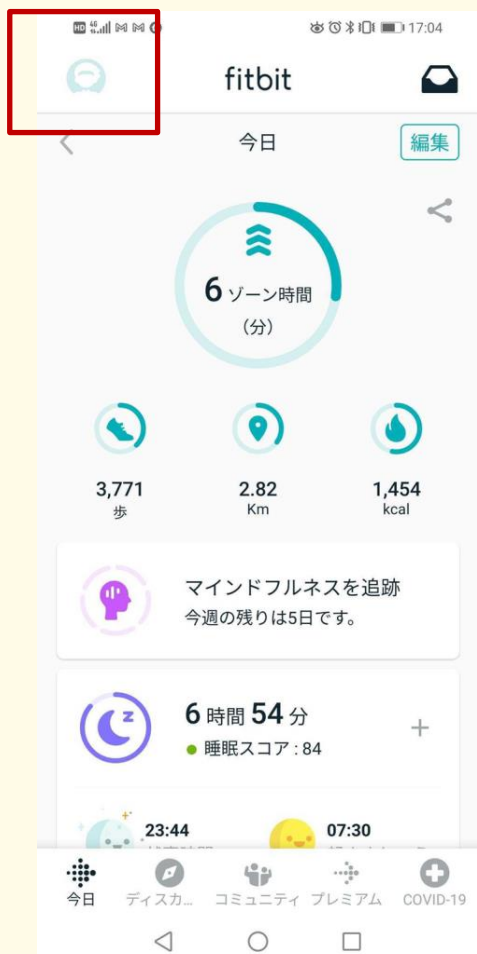 HD 4G 17:04
fitbit
今日 編集
6 ゾーン時間
(分)
3,771 2.82 1,454
歩 Km kcal
マインドフルネスを追跡
今週の残りは5日です。
6 時間 54 分
睡眠スコア : 84
23:44 07:30
今日 ディスカ... コミュニティ プレミアム COVID-19